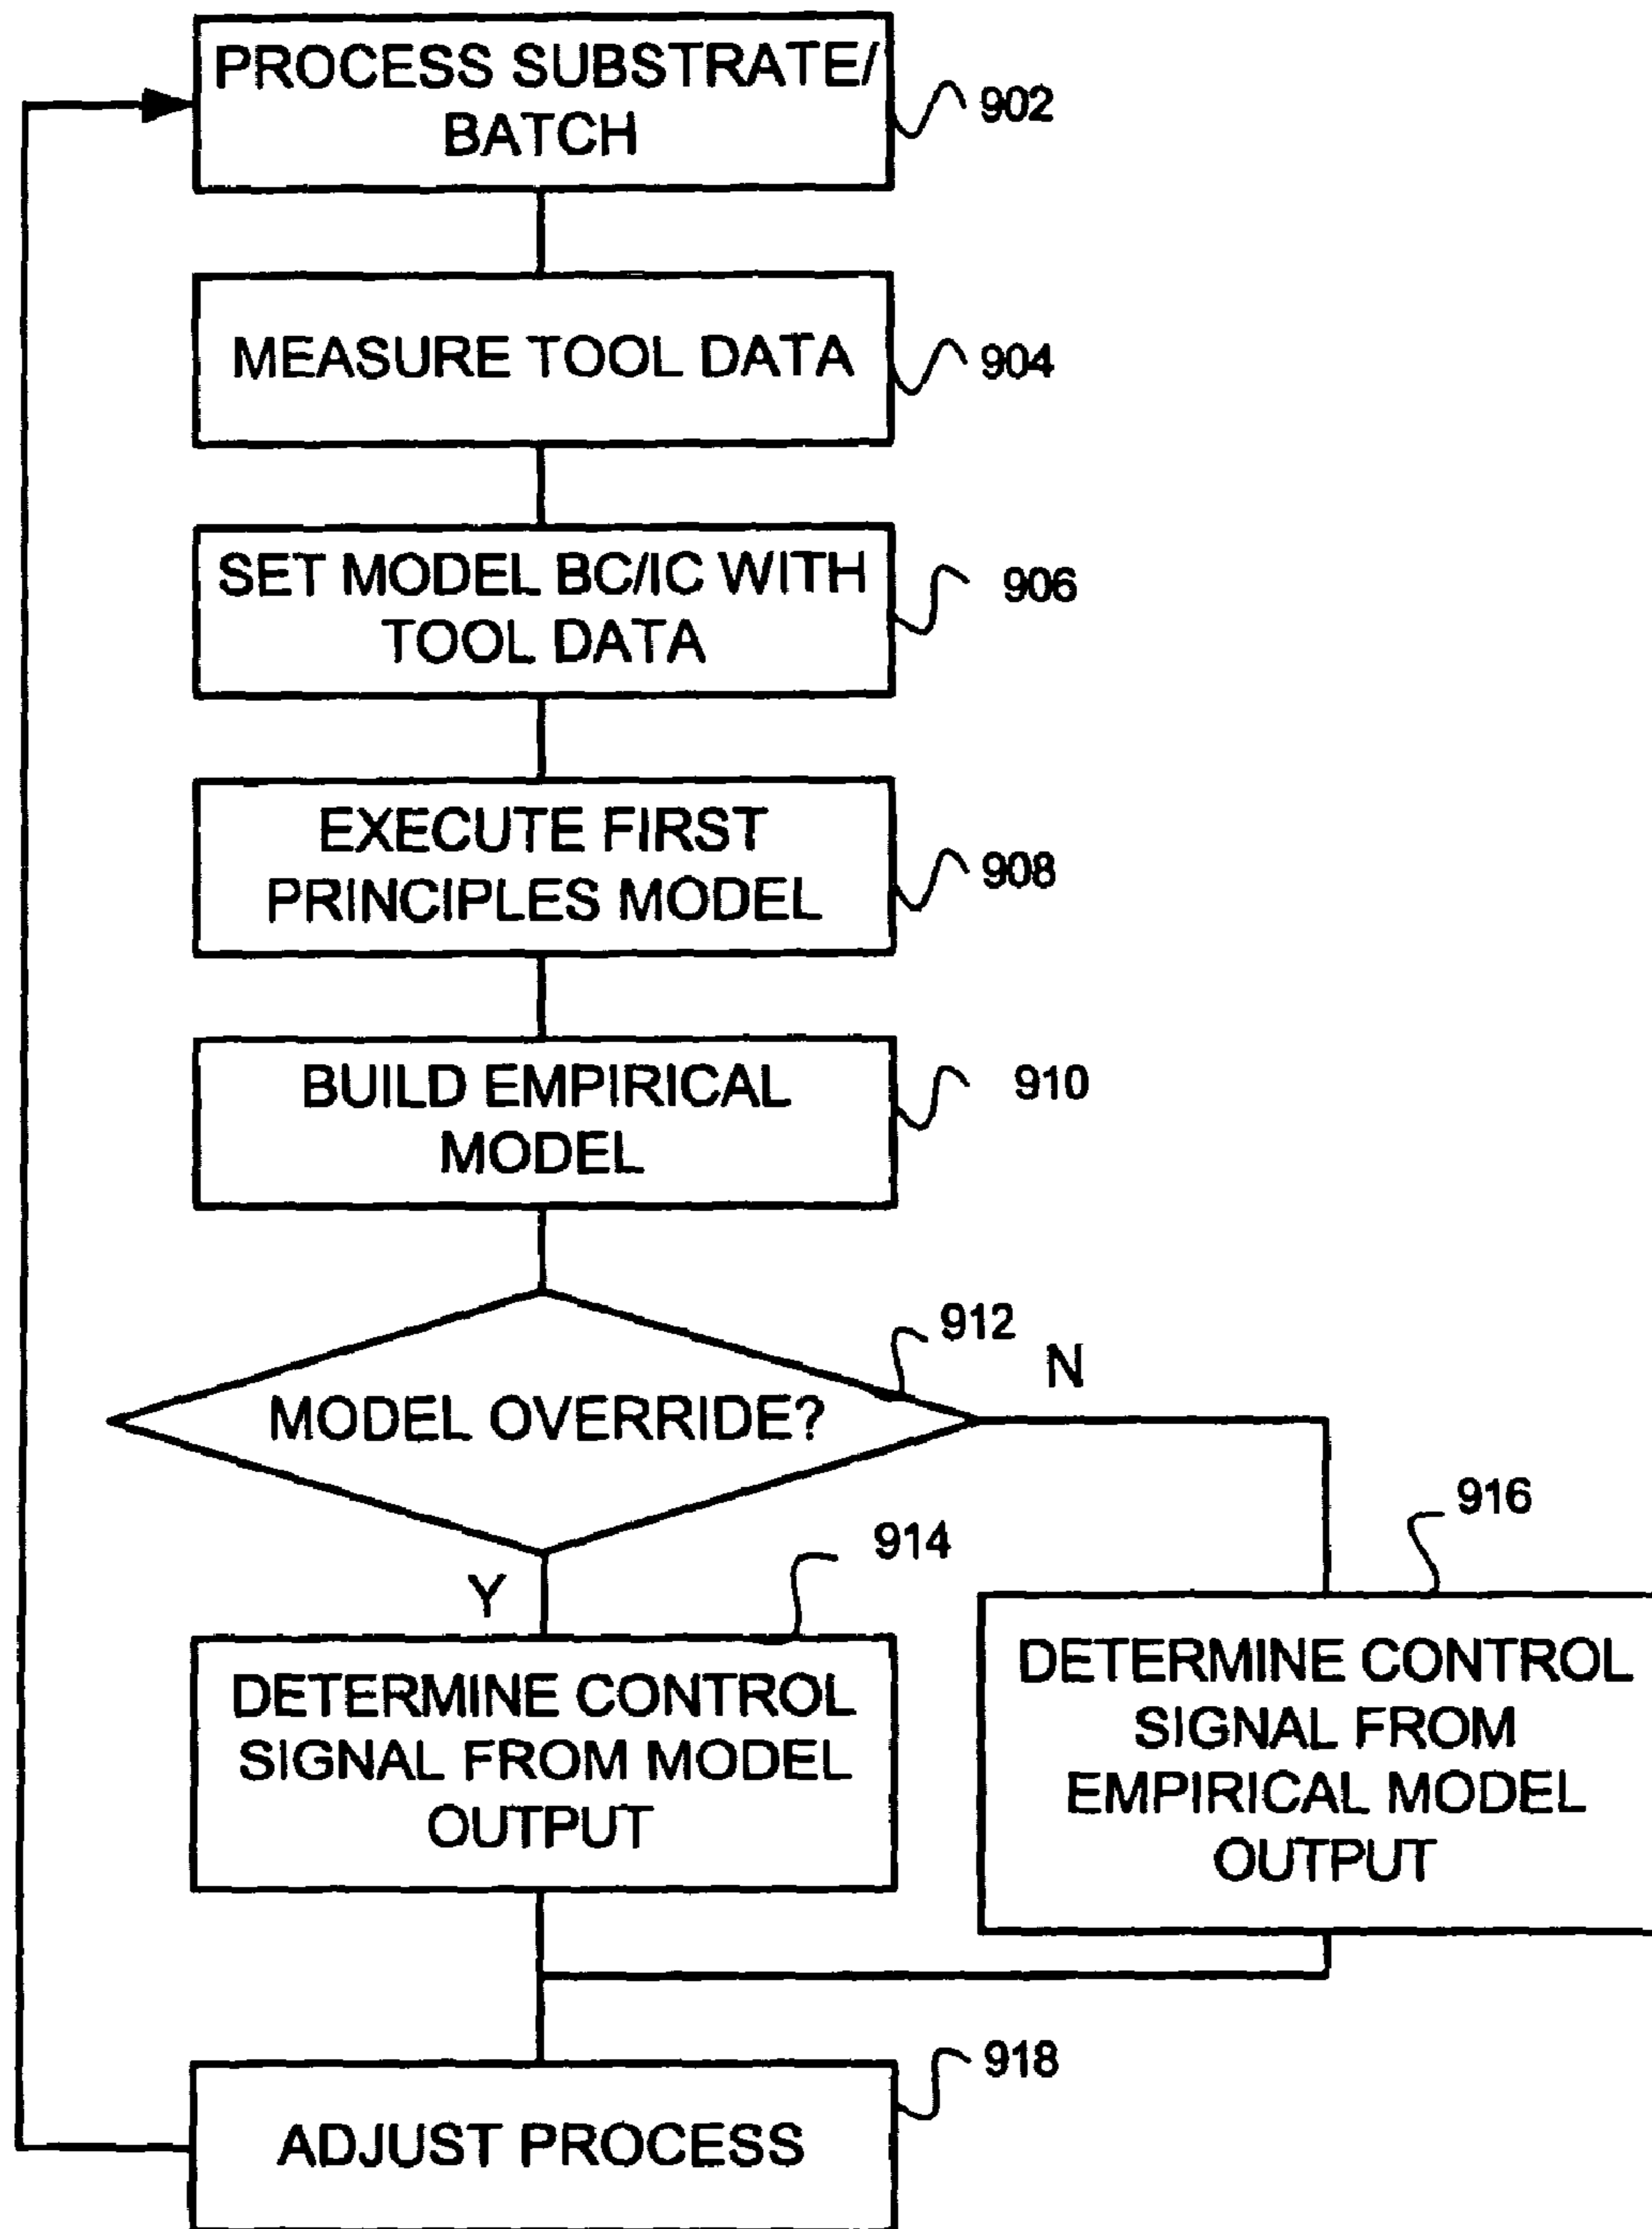 PROCESS SUBSTRATE/
BATCH
902
MEASURE TOOL DATA
904
SET MODEL BC/IC WITH
TOOL DATA
906
EXECUTE FIRST
PRINCIPLES MODEL
908
BUILD EMPIRICAL
MODEL
910
912
N
MODEL OVERRIDE?
Y
914
DETERMINE CONTROL
SIGNAL FROM MODEL
OUTPUT
916
DETERMINE CONTROL
SIGNAL FROM
EMPIRICAL MODEL
OUTPUT
918
ADJUST PROCESS